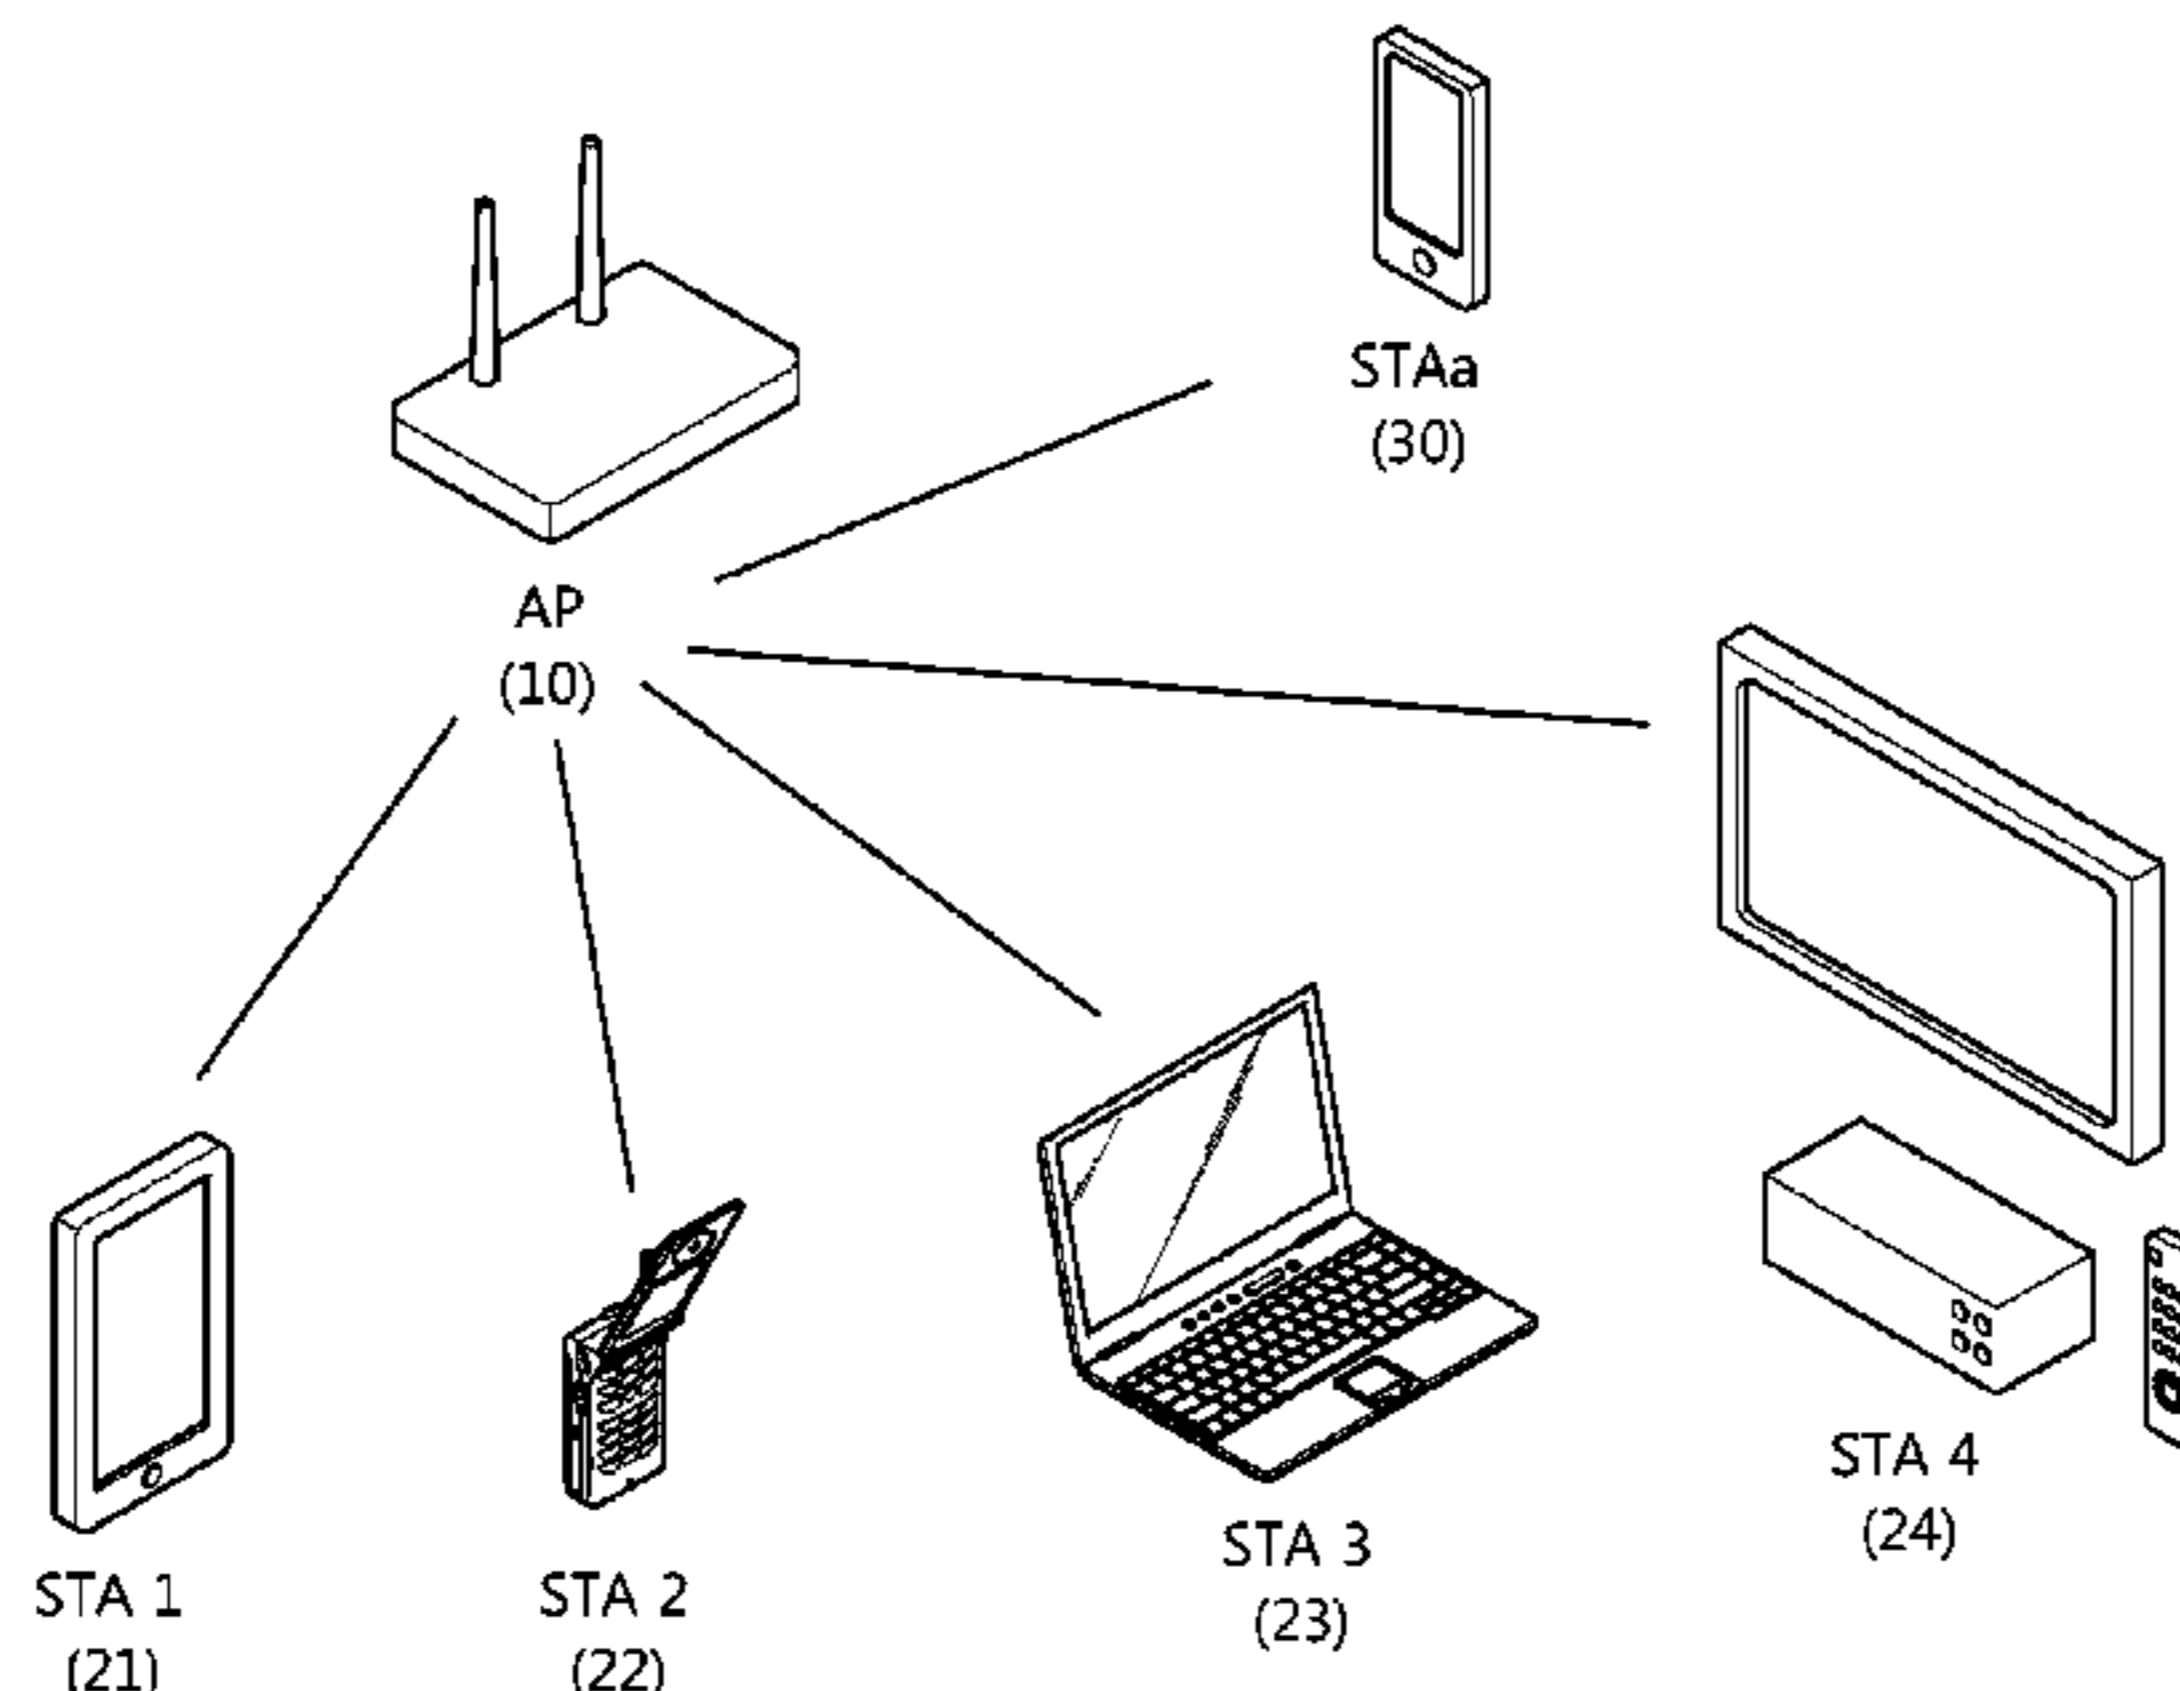 STAa
(30)
AP
(10)
STA 4
(24)
STA 3
(23)
STA 1
(21)
STA 2
(22)